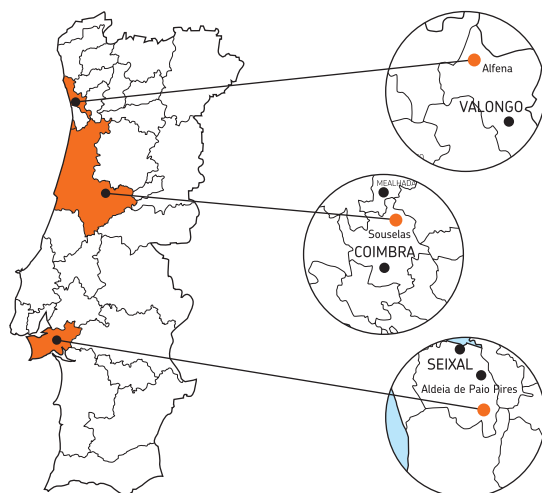 Alfena
VALONGO
MEALHADA
Souselas
COIMBRA
SEIXAL
Aldeia de Paio Pires